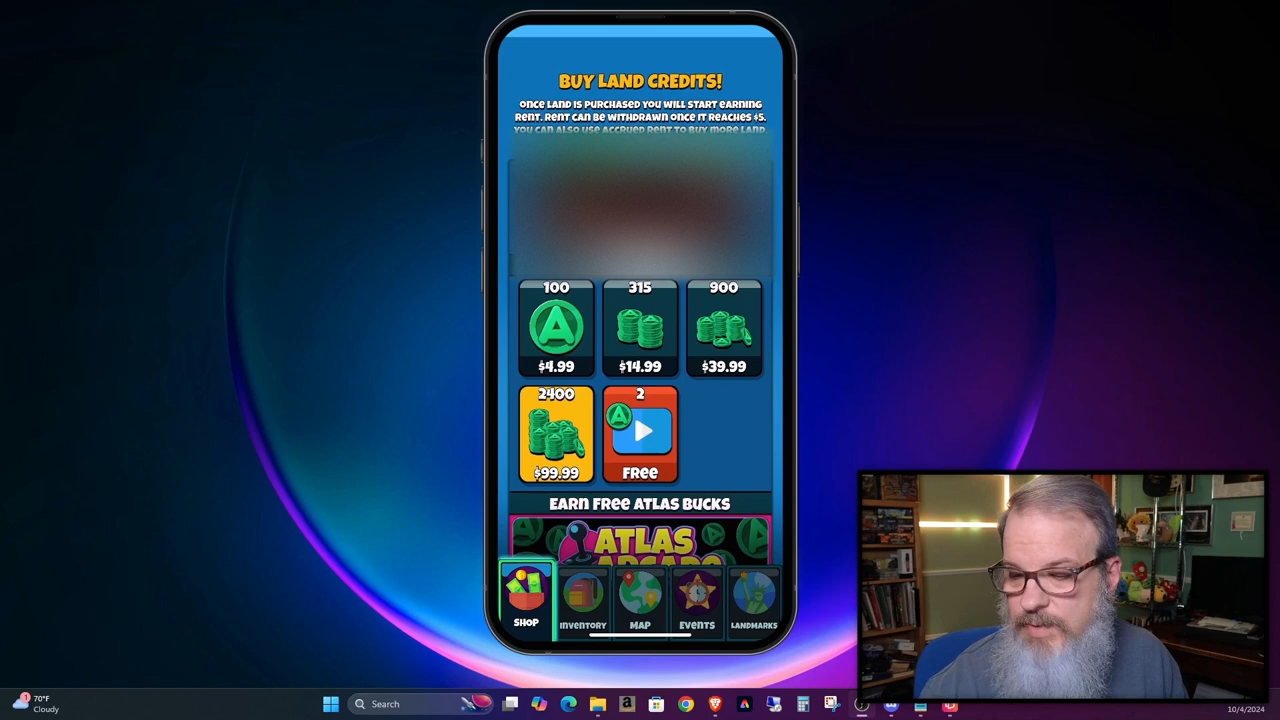 BUY LAND CREDITS!
ONCE LAND IS PURCHASED YOU WILL START EARNING
RENT. RENT CAN BE WITHDRAWN ONCE IT REACHES $5.
YOU CAN ALSO USE ACCRUED RENT TO BUY MORE LAND.
100 315 900
A
$4.99 $14.99 $39.99
2400 2
A
$99.99 FREE
EARN FREE ATLAS BUCKS
ATLAS
ARCADE
SHOP INVENTORY MAP EVENTS LANDMARKS
1
70°F
Cloudy
Search
a
10/4/2024